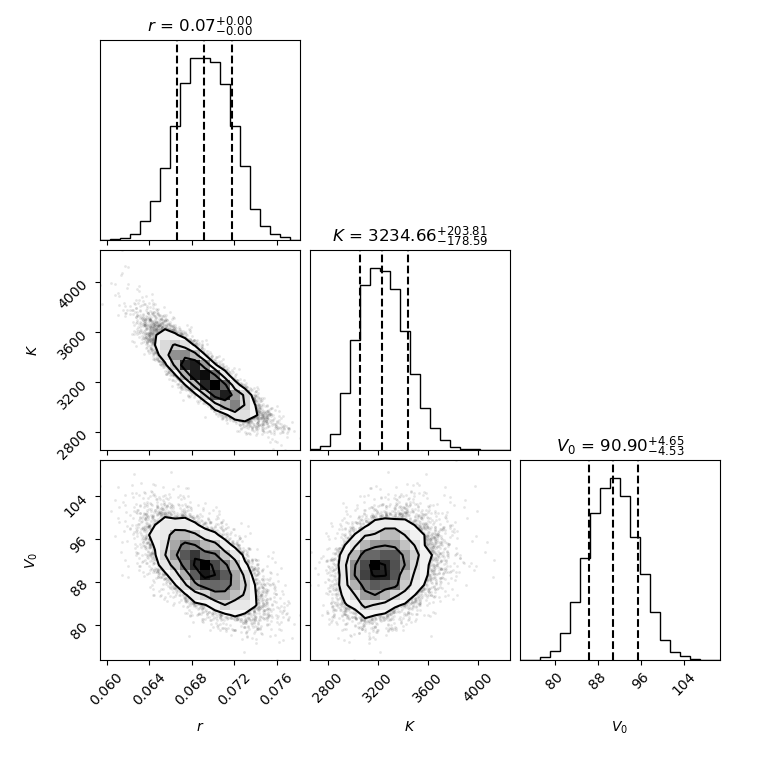 r = 0.07+0.00 −0.00
K = 3234.66+203.81 −178.59
4000
3600
3200
2800
K
V0 = 90.90+4.65 −4.53
104
96
88
80
V0
0.060 0.064 0.068 0.072 0.076
2800 3200 3600 4000
80 88 96 104
r K V0